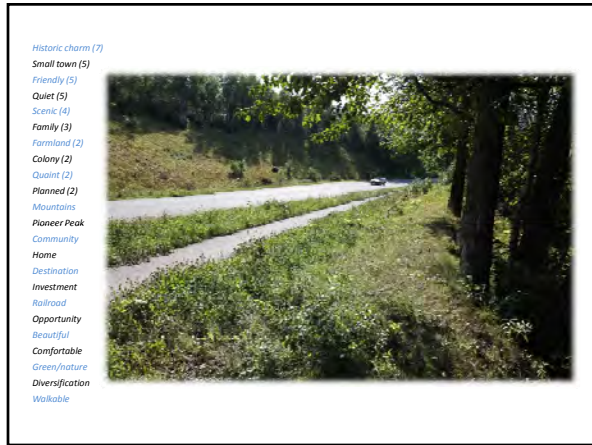 Historic charm (7)
Small town (5)
Friendly (5)
Quiet (5)
Scenic (4)
Family (3)
Farmland (2)
Colony (2)
Quaint (2)
Planned (2)
Mountains
Pioneer Peak
Community
Home
Destination
Investment
Railroad
Opportunity
Beautiful
Comfortable
Green/nature
Diversification
Walkable